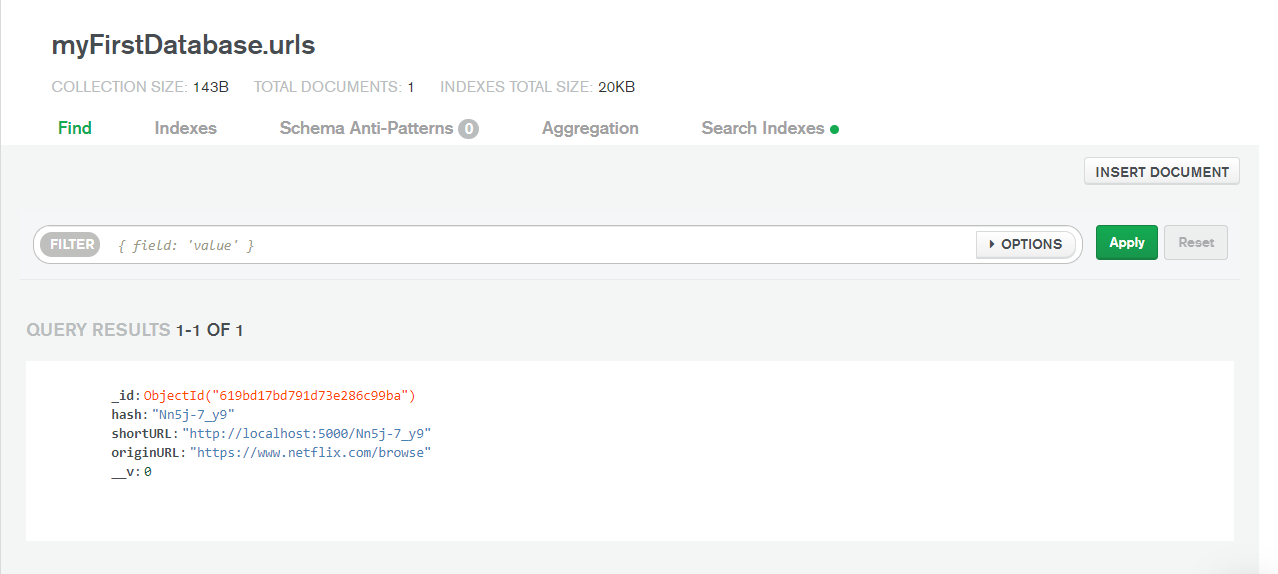 myFirstDatabase.urls
COLLECTION SIZE: 143B TOTAL DOCUMENTS: 1 INDEXES TOTAL SIZE: 20KB
Find Indexes Schema Anti-Patterns 0 Aggregation Search Indexes
INSERT DOCUMENT
FILTER { field: 'value' } OPTIONS Apply Reset
QUERY RESULTS 1-1 OF 1
_id: ObjectId("619bd17bd791d73e286c99ba")
hash: "Nn5j-7_y9"
shortURL: "http://localhost:5000/Nn5j-7_y9"
originURL: "https://www.netflix.com/browse"
__v: 0